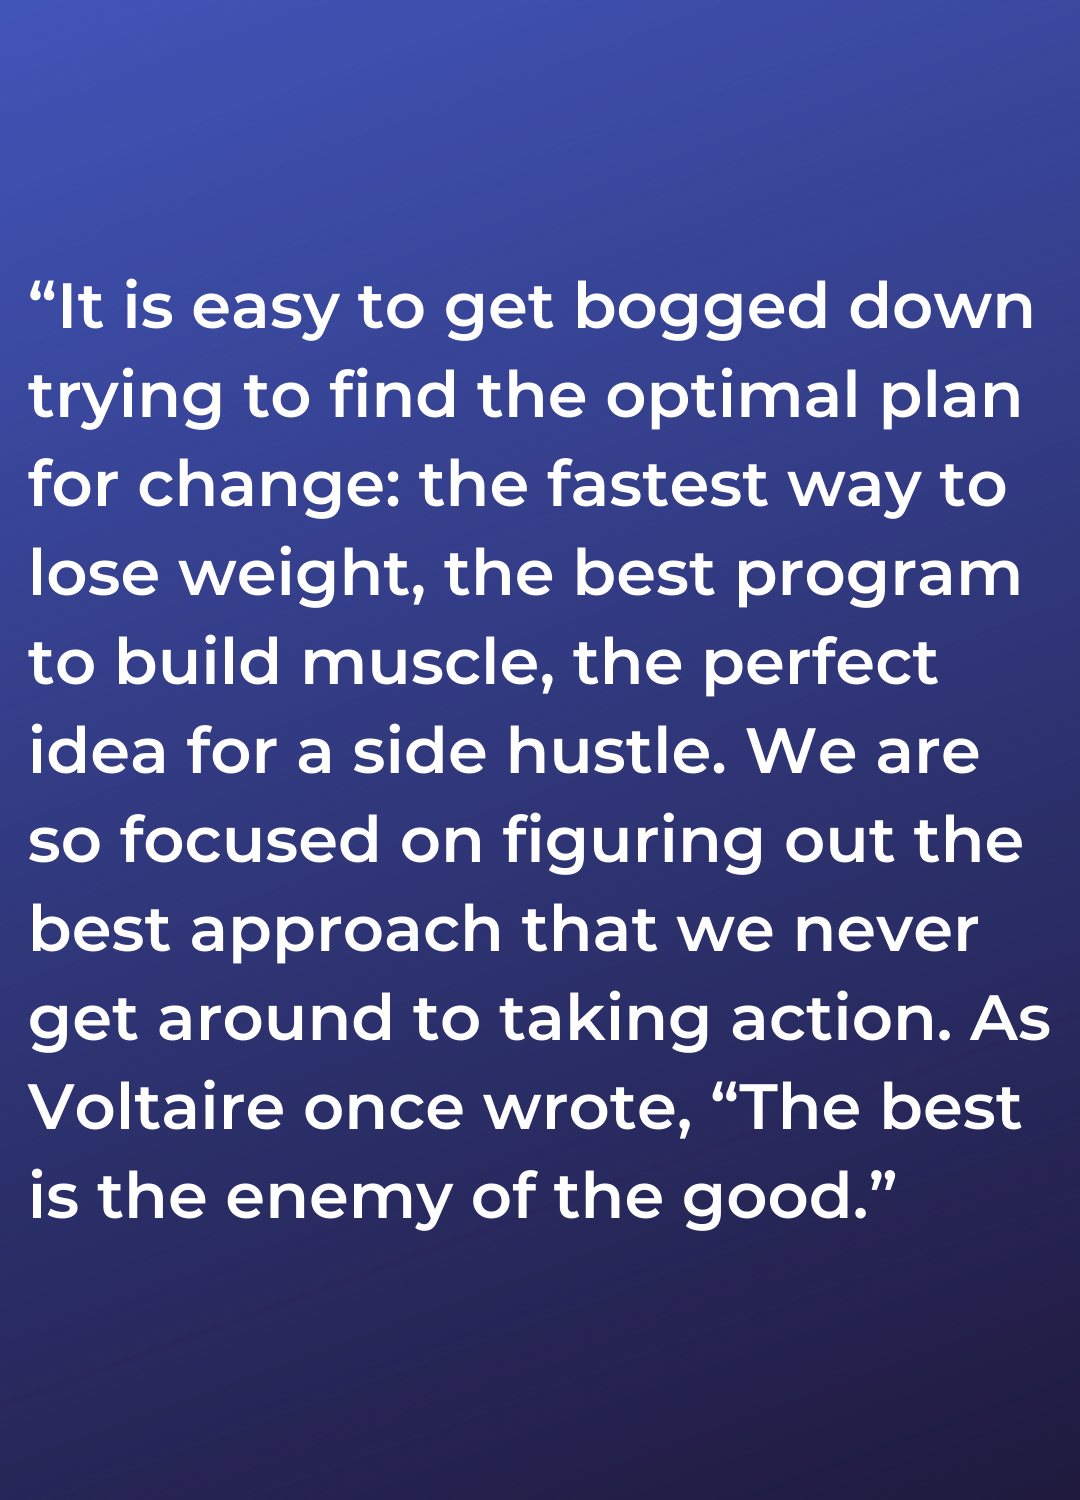 “It is easy to get bogged down
trying to find the optimal plan
for change: the fastest way to
lose weight, the best program
to build muscle, the perfect
idea for a side hustle. We are
so focused on figuring out the
best approach that we never
get around to taking action. As
Voltaire once wrote, “The best
is the enemy of the good.”